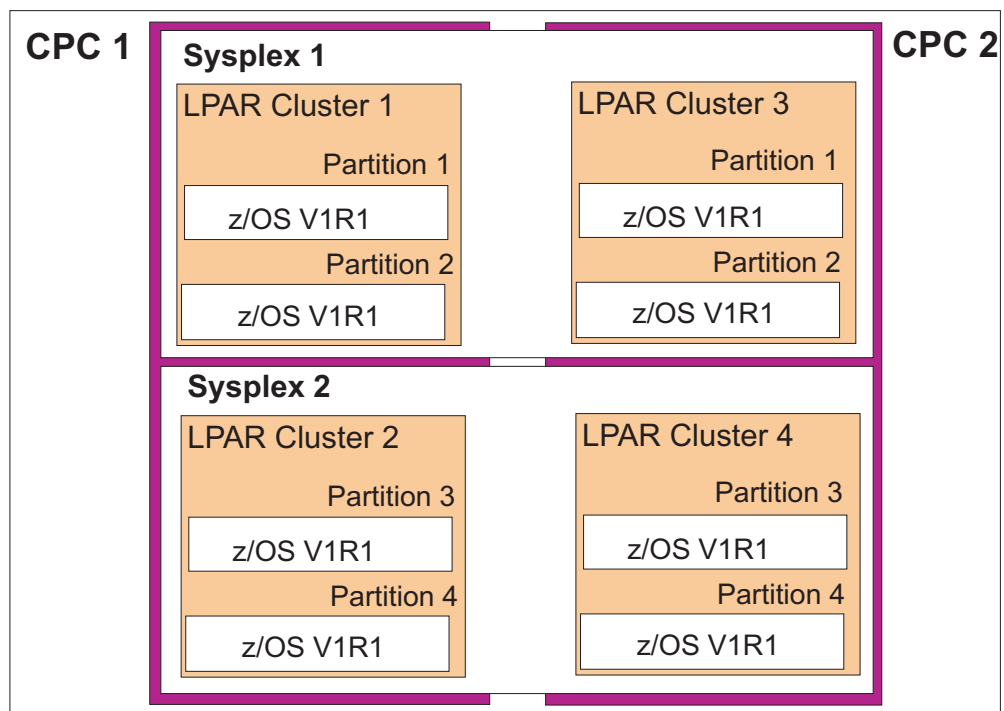 CPC 1
CPC 2
Sysplex 1
LPAR Cluster 1
Partition 1
z/OS V1R1
Partition 2
z/OS V1R1
LPAR Cluster 3
Partition 1
z/OS V1R1
Partition 2
z/OS V1R1
Sysplex 2
LPAR Cluster 2
Partition 3
z/OS V1R1
Partition 4
z/OS V1R1
LPAR Cluster 4
Partition 3
z/OS V1R1
Partition 4
z/OS V1R1